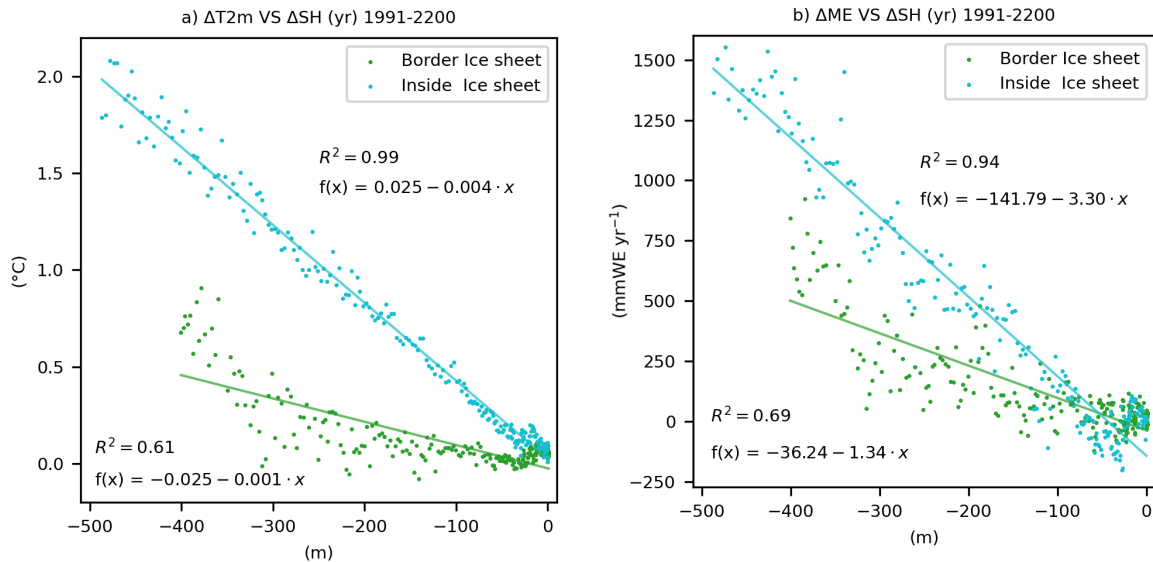 a) ΔT2m VS ΔSH (yr) 1991-2200
2.0
1.5
1.0
0.5
0.0
(°C)
Border Ice sheet
Inside Ice sheet
R² = 0.99
f(x) = 0.025 − 0.004 · x
R² = 0.61
f(x) = −0.025 − 0.001 · x
−500 −400 −300 −200 −100 0
(m)
b) ΔME VS ΔSH (yr) 1991-2200
1500
1250
1000
750
500
250
0
−250
(mmWE yr⁻¹)
Border Ice sheet
Inside Ice sheet
R² = 0.94
f(x) = −141.79 − 3.30 · x
R² = 0.69
f(x) = −36.24 − 1.34 · x
−500 −400 −300 −200 −100 0
(m)